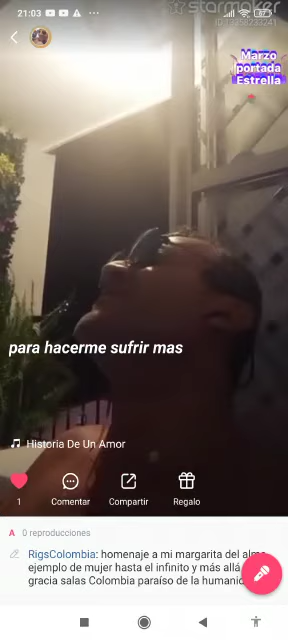 21:03
starmaker
Marzo
portada
Estrella
para hacerme sufrir mas
Historia De Un Amor
1
Comentar
Compartir
Regalo
0 reproducciones
RigsColombia: homenaje a mi margarita del alma
ejemplo de mujer hasta el infinito y más allá
gracia salas Colombia paraíso de la humanid